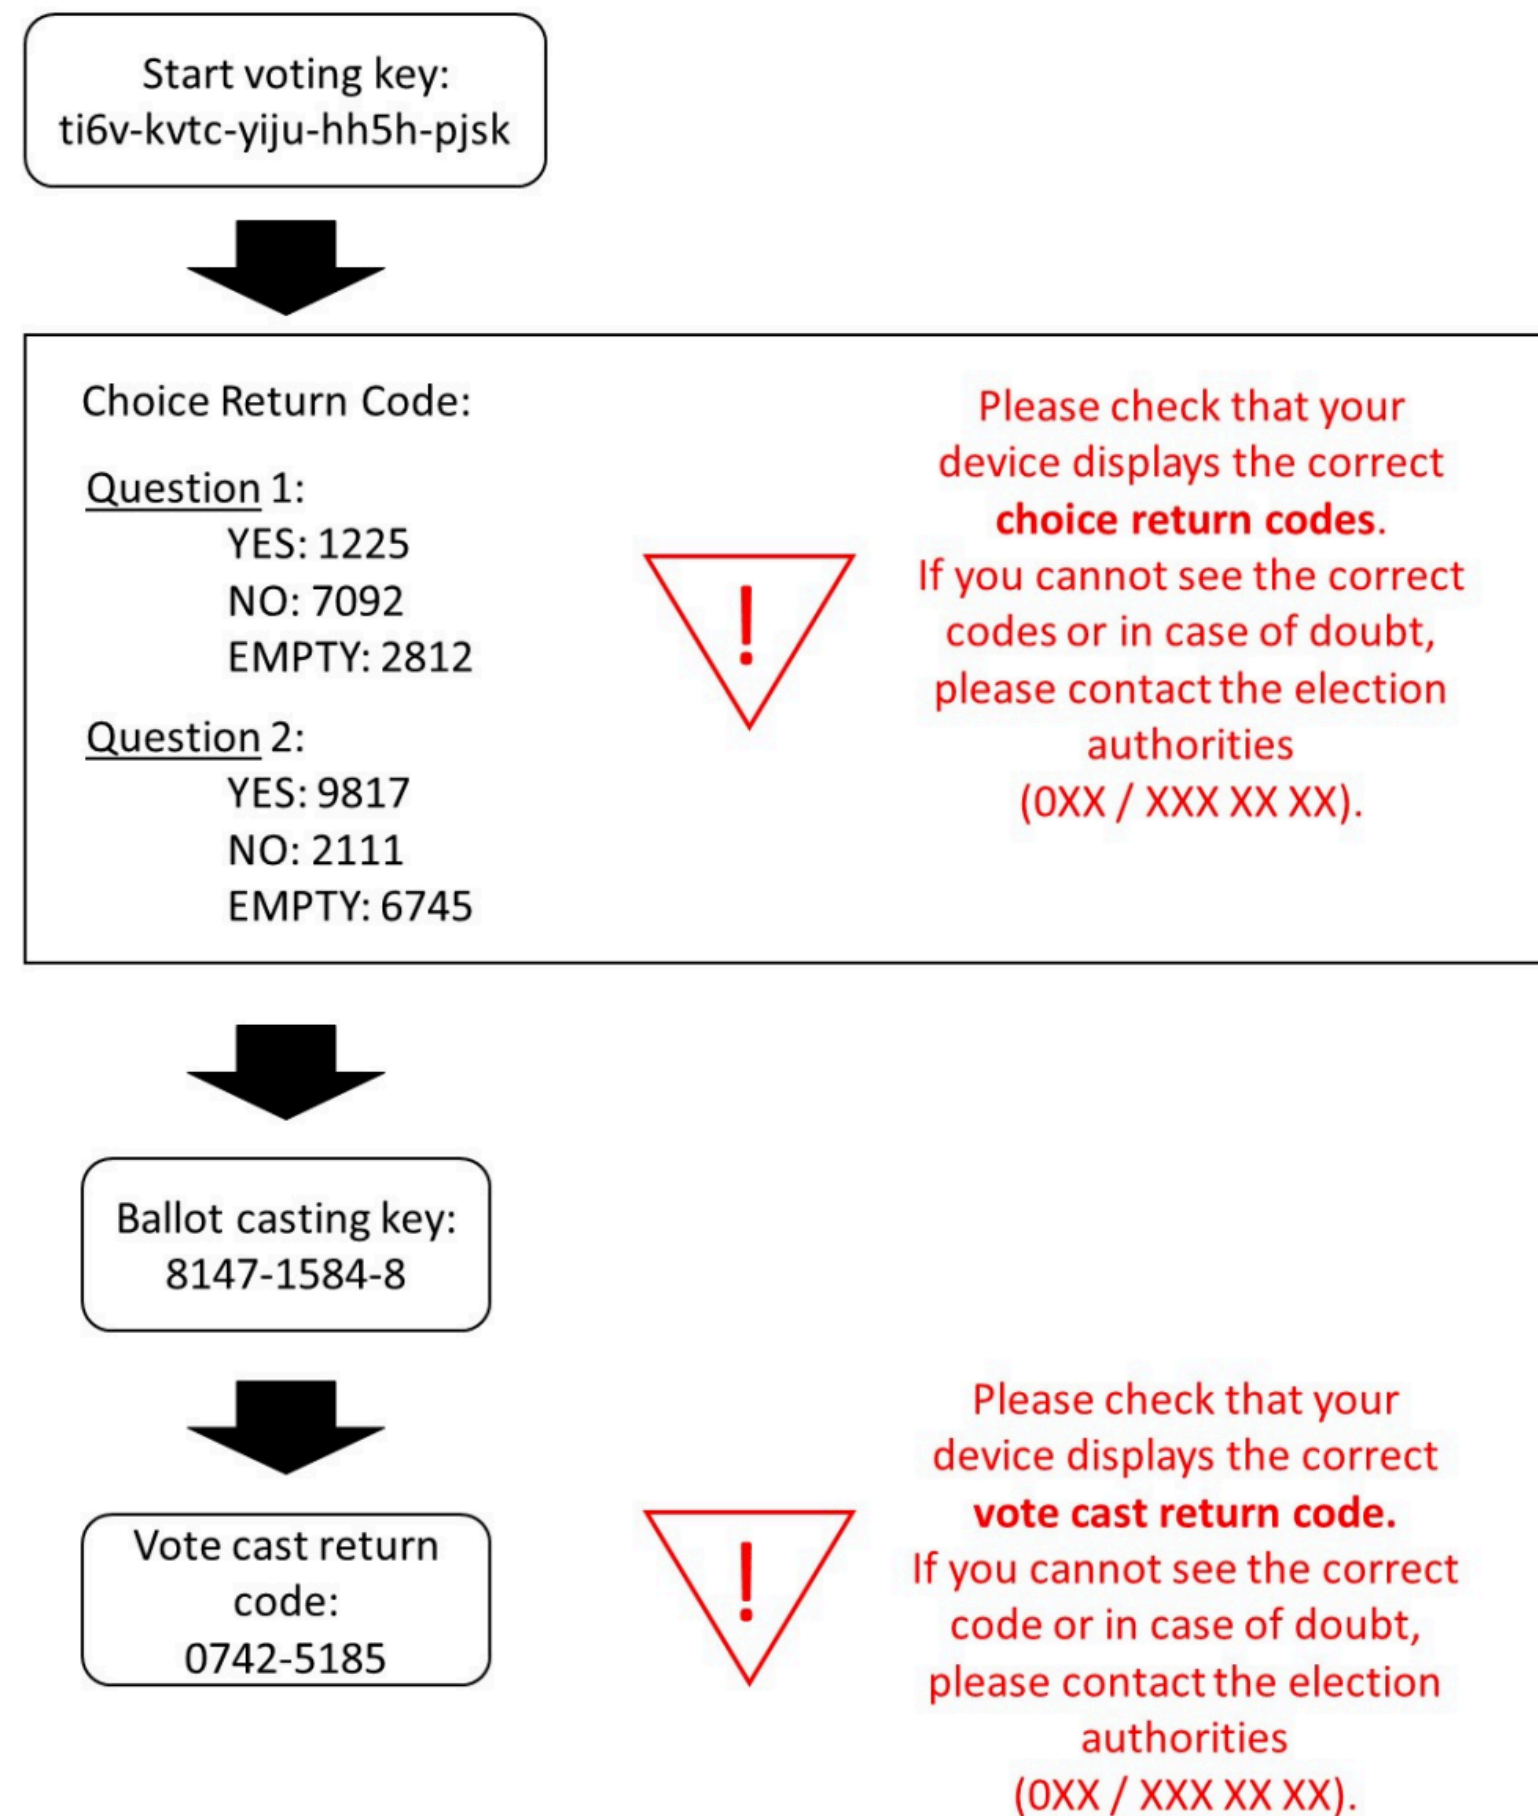 Start voting key:
ti6v-kvtc-yiju-hh5h-pjsk
Choice Return Code:
Question 1:
YES: 1225
NO: 7092
EMPTY: 2812
Question 2:
YES: 9817
NO: 2111
EMPTY: 6745
!
Please check that your
device displays the correct
choice return codes.
If you cannot see the correct
codes or in case of doubt,
please contact the election
authorities
(0XX / XXX XX XX).
Ballot casting key:
8147-1584-8
Vote cast return
code:
0742-5185
!
Please check that your
device displays the correct
vote cast return code.
If you cannot see the correct
code or in case of doubt,
please contact the election
authorities
(0XX / XXX XX XX).